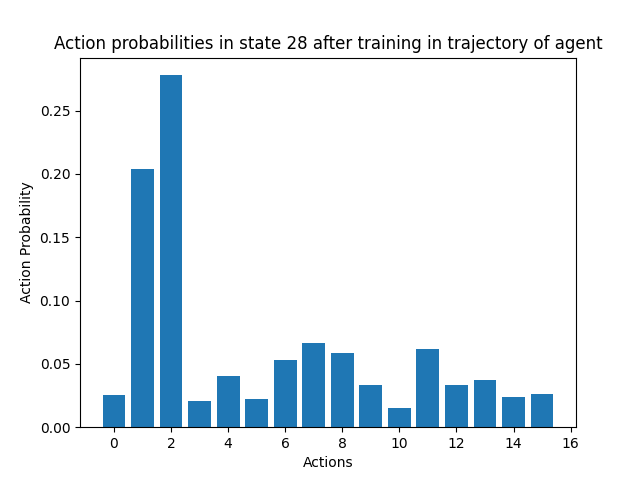 Action probabilities in state 28 after training in trajectory of agent
Action Probability
0.25
0.20
0.15
0.10
0.05
0.00
0 2 4 6 8 10 12 14 16
Actions